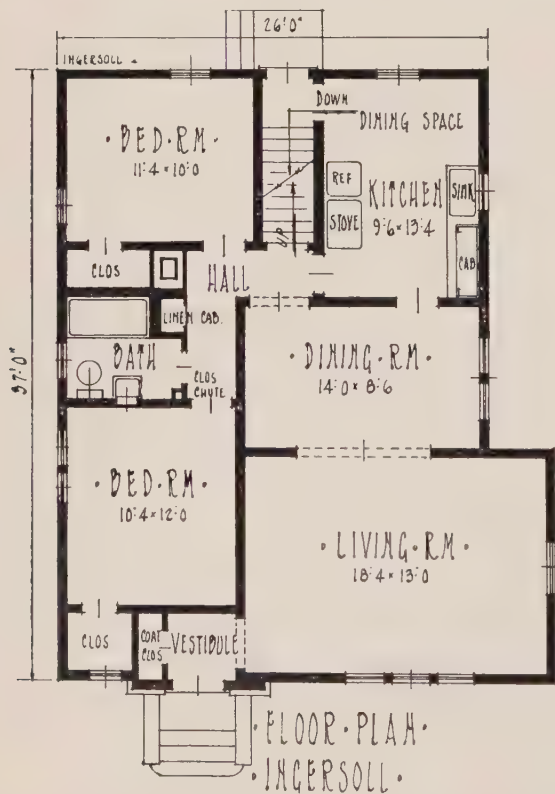 26'0"
INGERSOLL
DOWN
DINING SPACE
· BED·RM ·
11'·4×10'·0
REF
SINK
KITCHEN
STOVE
9'·6×13'·4
UP
CLOS
CAB
HALL
37'·0"
LINEN CAB.
BATH
· DINING·RM ·
14'·0×8'·6
CLOS
CHUTE
· BED·RM ·
10'·4×12'·0
· LIVING·RM ·
18'·4×13'·0
CLOS
COAT
CLOS
VESTIBULE
· FLOOR·PLAN ·
· INGERSOLL ·